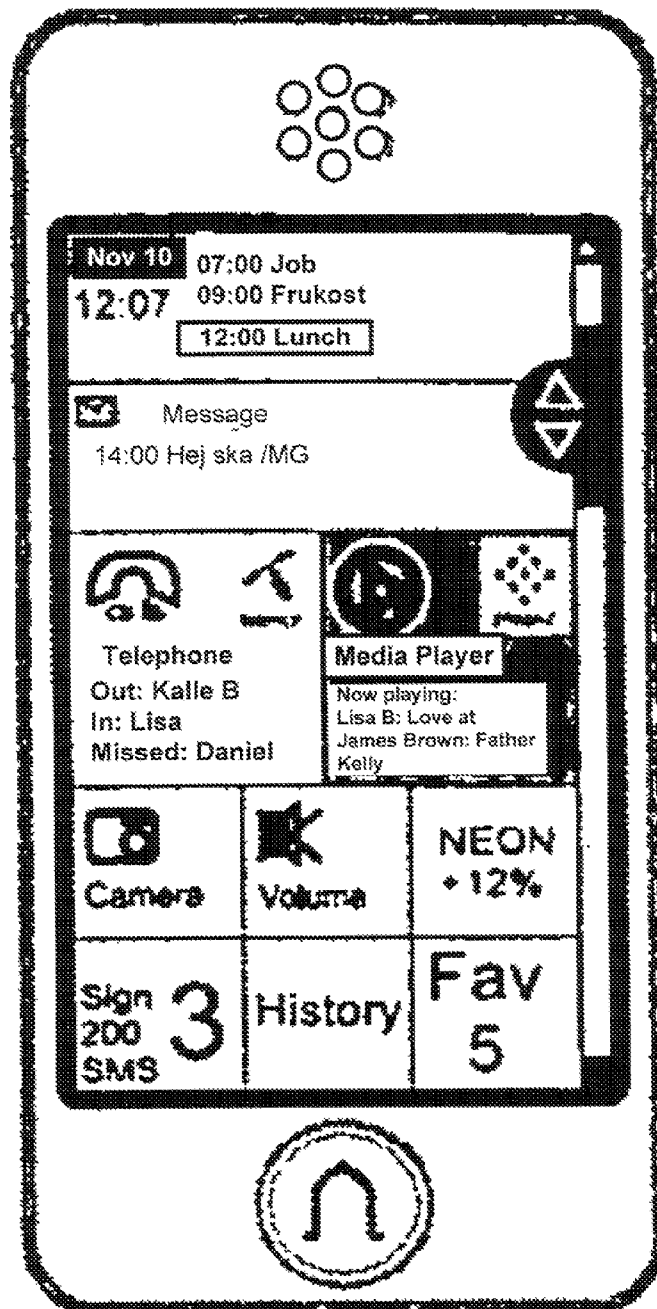 Nov 10
12:07
07:00 Job
09:00 Frukost
12:00 Lunch
Message
14:00 Hej ska /MG
Telephone
Out: Kalle B
In: Lisa
Missed: Daniel
Media Player
Now playing:
Lisa B: Love at
James Brown: Father
Kelly
Camera
Volume
NEON
+12%
Sign
200
SMS
3
History
Fav
5